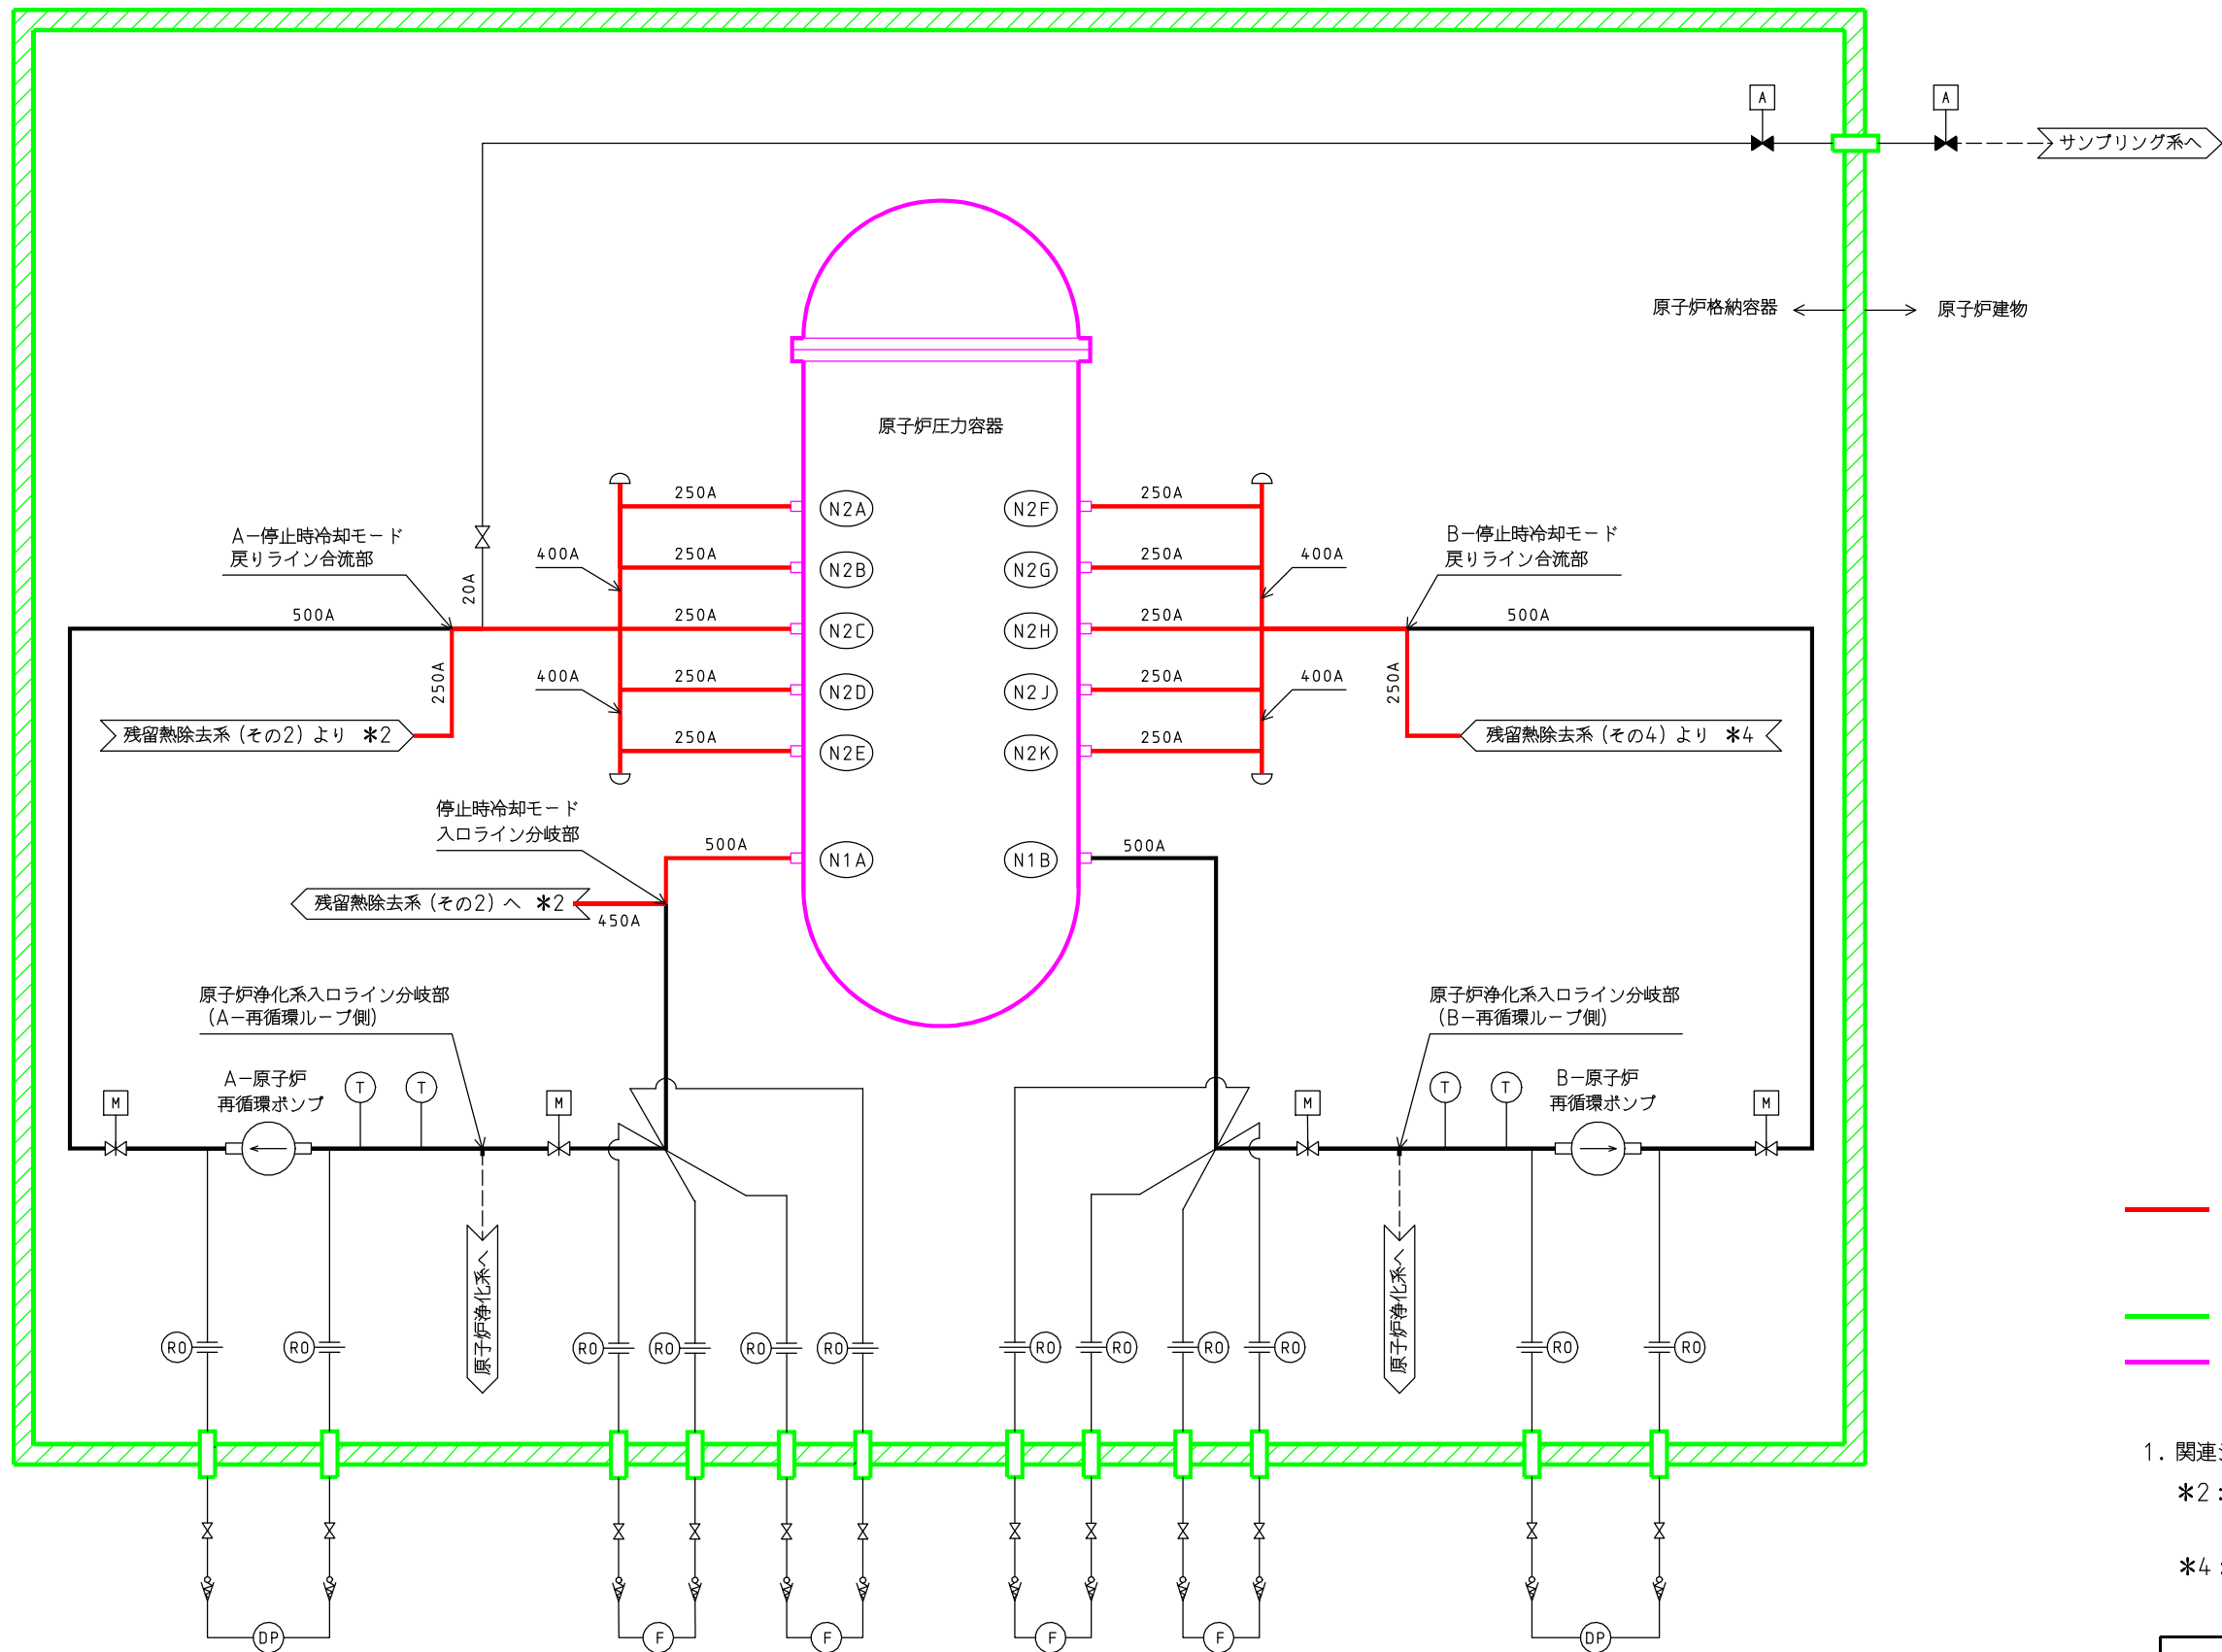 A
A
サンプリング系へ
原子炉格納容器
原子炉建物
原子炉圧力容器
250A
N2A
N2F
250A
A−停止時冷却モード
戻りライン合流部
B−停止時冷却モード
戻りライン合流部
400A
250A
N2B
N2G
250A
400A
20A
500A
250A
N2C
N2H
250A
500A
250A
400A
250A
N2D
N2J
250A
400A
250A
残留熱除去系(その2)より ＊2
250A
N2E
N2K
250A
残留熱除去系(その4)より ＊4
停止時冷却モード
入口ライン分岐部
500A
N1A
N1B
500A
残留熱除去系(その2)へ ＊2
450A
原子炉浄化系入口ライン分岐部
(A−再循環ループ側)
原子炉浄化系入口ライン分岐部
(B−再循環ループ側)
A−原子炉
再循環ポンプ
B−原子炉
再循環ポンプ
M
T
T
M
M
T
T
M
原子炉浄化系へ
原子炉浄化系へ
RO
RO
RO
RO
RO
RO
RO
RO
RO
RO
RO
RO
1. 関連
＊2:
＊4:
DP
F
F
F
F
DP